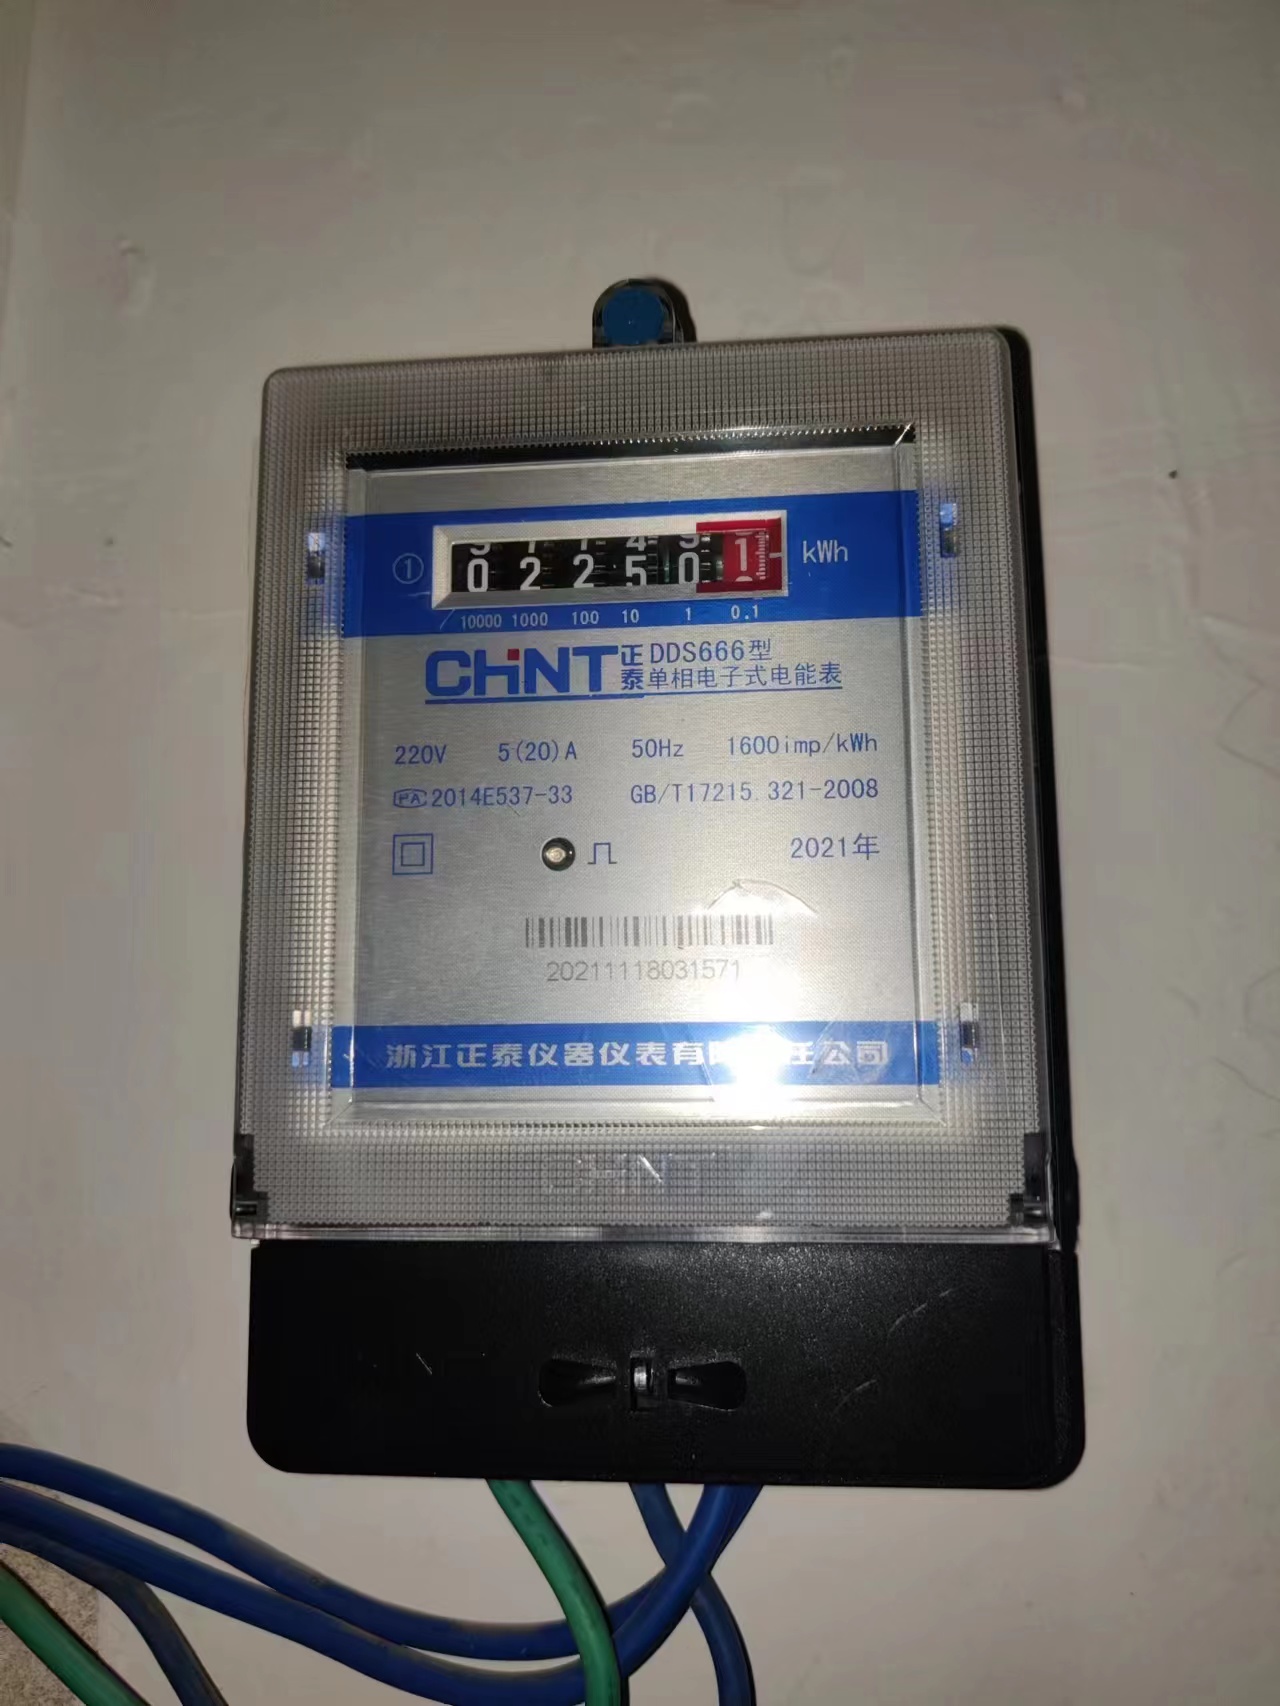 ① 0 2 2 5 0 1 kWh
10000 1000 100 10 1 0.1
CHNT 正泰 DDS666型
单相电子式电能表
220V 5(20)A 50Hz 1600imp/kWh
PA 2014E537-33 GB/T17215.321-2008
2021年
20211118031571
浙江正泰仪器仪表有限 任公司
CHNT